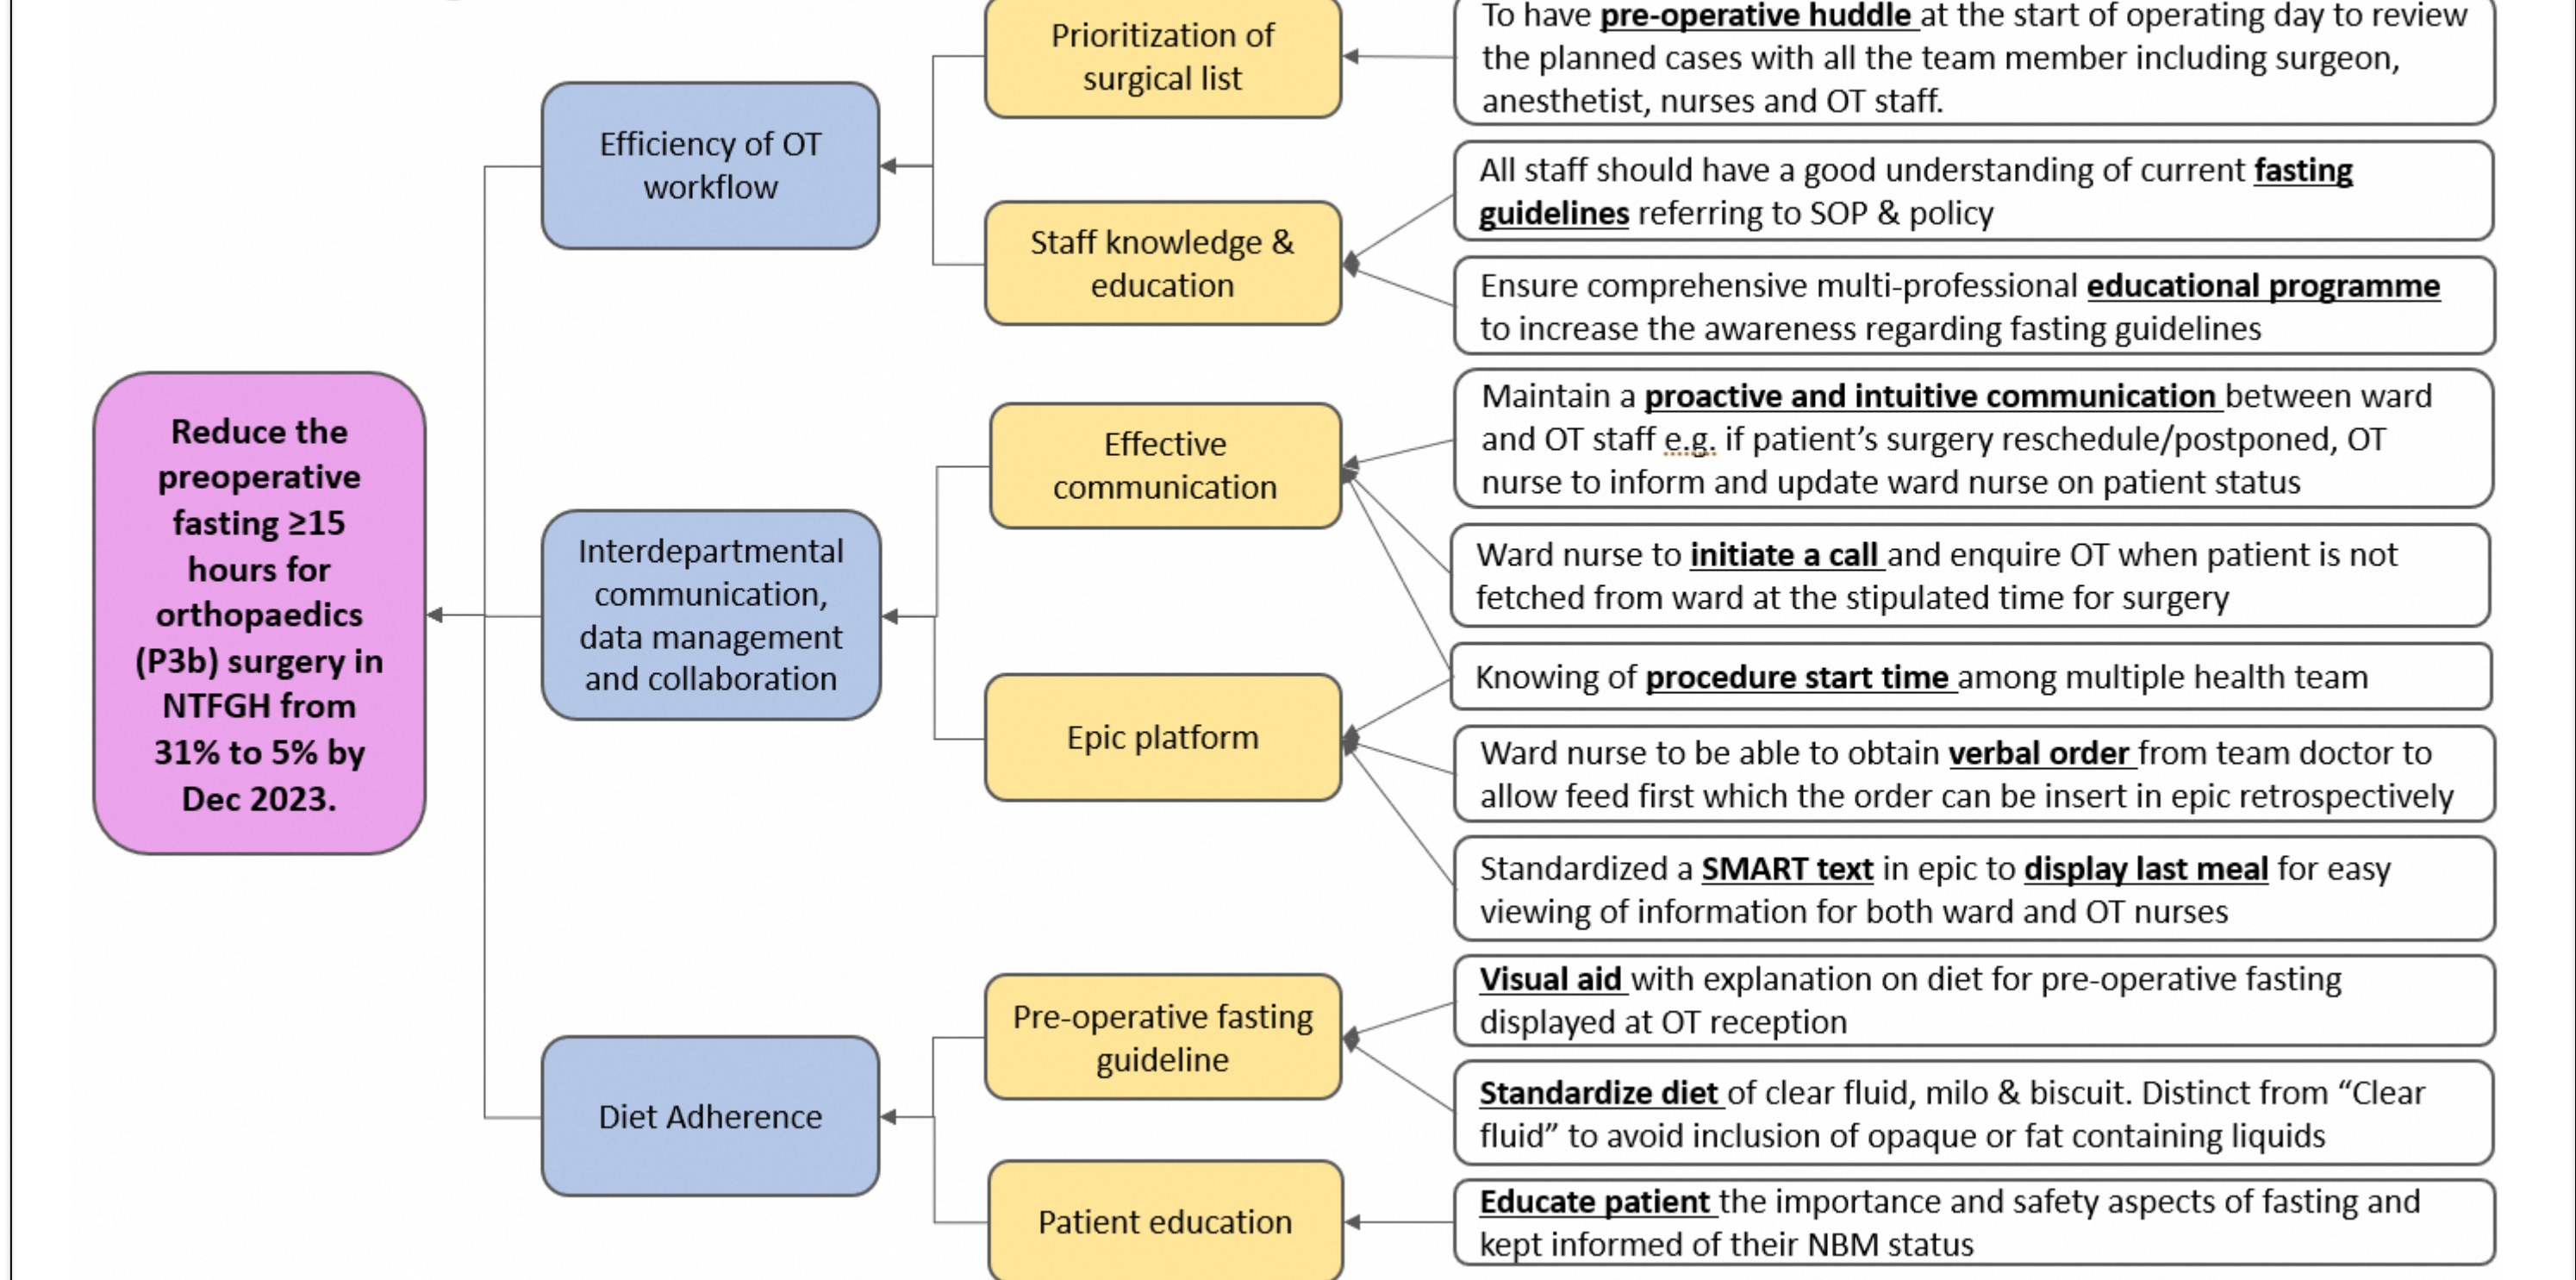 Reduce the
preoperative
fasting ≥15
hours for
orthopaedics
(P3b) surgery in
NTFGH from
31% to 5% by
Dec 2023.
Efficiency of OT
workflow
Interdepartmental
communication,
data management
and collaboration
Diet Adherence
Prioritization of
surgical list
Staff knowledge &
education
Effective
communication
Epic platform
Pre-operative fasting
guideline
Patient education
To have pre-operative huddle at the start of operating day to review
the planned cases with all the team member including surgeon,
anesthetist, nurses and OT staff.
All staff should have a good understanding of current fasting
guidelines referring to SOP & policy
Ensure comprehensive multi-professional educational programme
to increase the awareness regarding fasting guidelines
Maintain a proactive and intuitive communication between ward
and OT staff e.g. if patient’s surgery reschedule/postponed, OT
nurse to inform and update ward nurse on patient status
Ward nurse to initiate a call and enquire OT when patient is not
fetched from ward at the stipulated time for surgery
Knowing of procedure start time among multiple health team
Ward nurse to be able to obtain verbal order from team doctor to
allow feed first which the order can be insert in epic retrospectively
Standardized a SMART text in epic to display last meal for easy
viewing of information for both ward and OT nurses
Visual aid with explanation on diet for pre-operative fasting
displayed at OT reception
Standardize diet of clear fluid, milo & biscuit. Distinct from “Clear
fluid” to avoid inclusion of opaque or fat containing liquids
Educate patient the importance and safety aspects of fasting and
kept informed of their NBM status